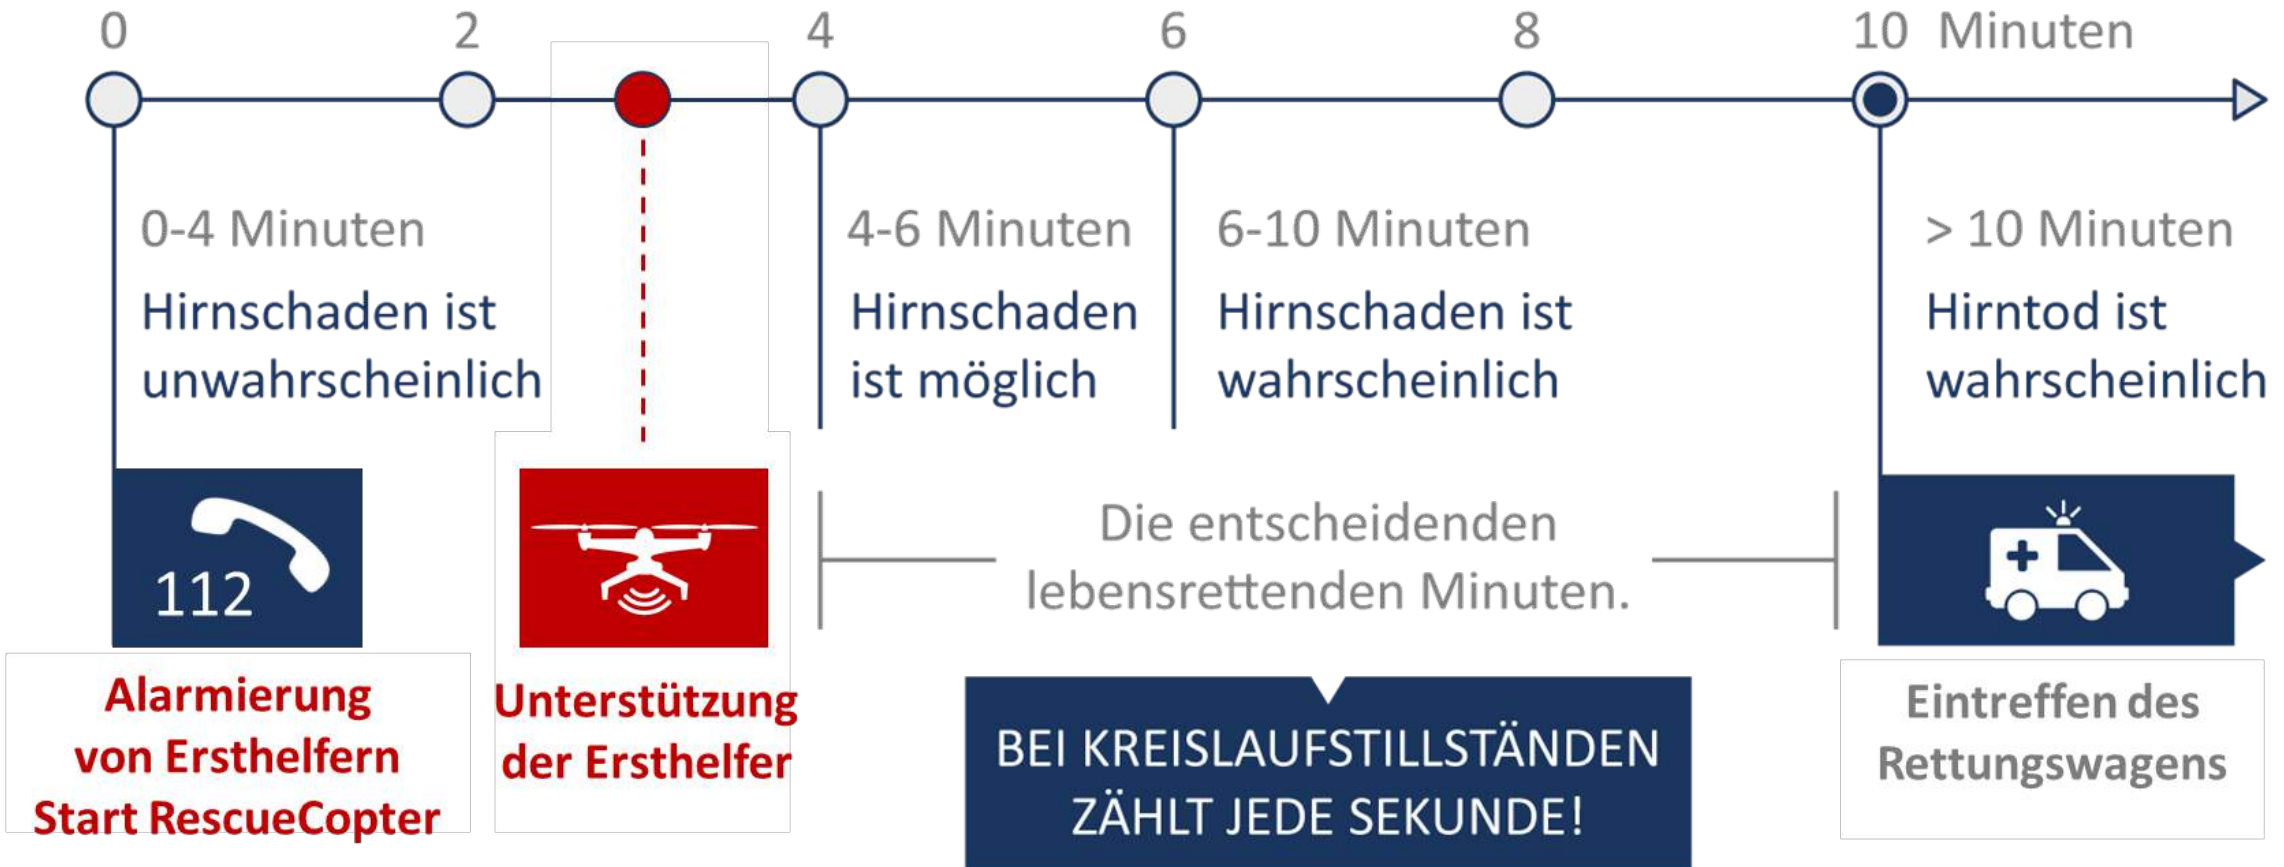 0 2 4 6 8 10 Minuten
0-4 Minuten
Hirnschaden ist
unwahrscheinlich
4-6 Minuten
Hirnschaden
ist möglich
6-10 Minuten
Hirnschaden ist
wahrscheinlich
> 10 Minuten
Hirntod ist
wahrscheinlich
112
Alarmierung
von Ersthelfern
Start RescueCopter
Unterstützung
der Ersthelfer
Die entscheidenden
lebensrettenden Minuten.
BEI KREISLAUFSTILLSTÄNDEN
ZÄHLT JEDE SEKUNDE!
Eintreffen des
Rettungswagens